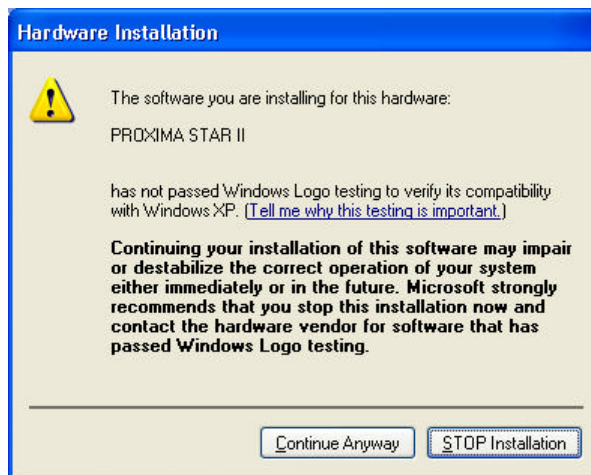 Hardware Installation
The software you are installing for this hardware:
PROXIMA STAR II
has not passed Windows Logo testing to verify its compatibility
with Windows XP. (Tell me why this testing is important.)
Continuing your installation of this software may impair
or destabilize the correct operation of your system
either immediately or in the future. Microsoft strongly
recommends that you stop this installation now and
contact the hardware vendor for software that has
passed Windows Logo testing.
Continue Anyway STOP Installation